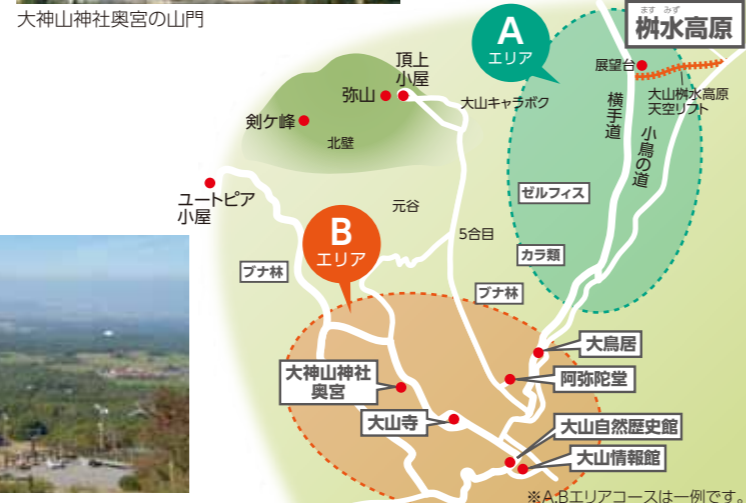 大神山神社奥宮の山門
A
エリア
ます みず
桝水高原
展望台
大山桝水高原
天空リフト
頂上
小屋
弥山
大山キャラボク
剣ケ峰
北壁
横手道
小鳥の道
ユートピア
小屋
元谷
ゼルフィス
B
エリア
5合目
カラ類
ブナ林
ブナ林
大鳥居
大神山神社
奥宮
阿弥陀堂
大山寺
大山自然歴史館
大山情報館
※A.Bエリアコースは一例です。